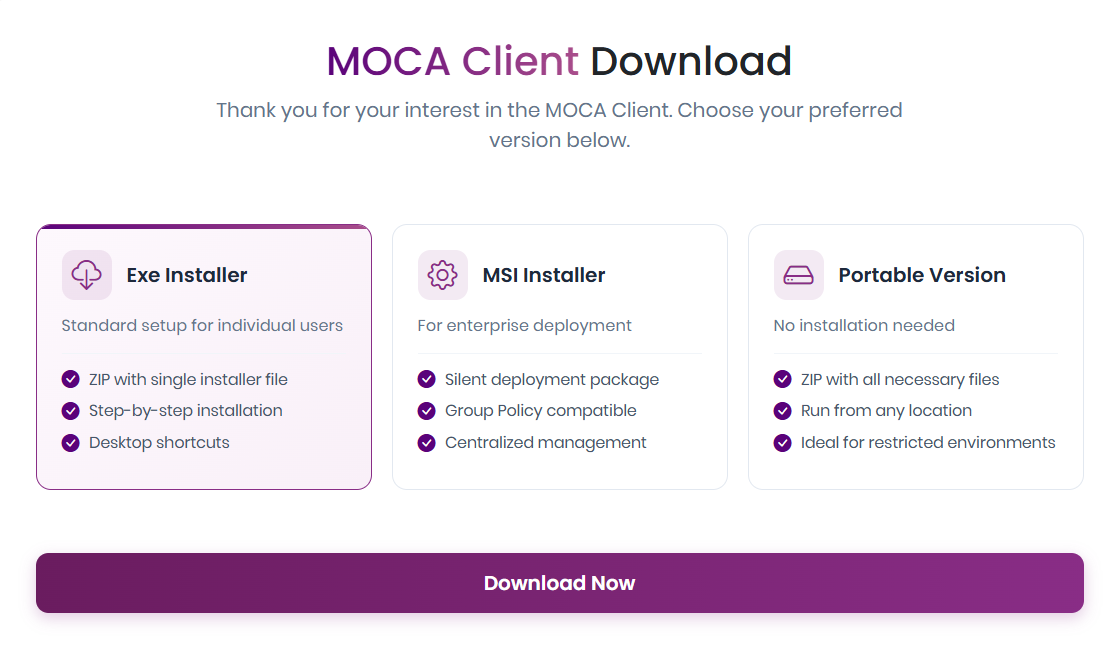 MOCA Client Download
Thank you for your interest in the MOCA Client. Choose your preferred
version below.
Exe Installer
Standard setup for individual users
ZIP with single installer file
Step-by-step installation
Desktop shortcuts
MSI Installer
For enterprise deployment
Silent deployment package
Group Policy compatible
Centralized management
Portable Version
No installation needed
ZIP with all necessary files
Run from any location
Ideal for restricted environments
Download Now